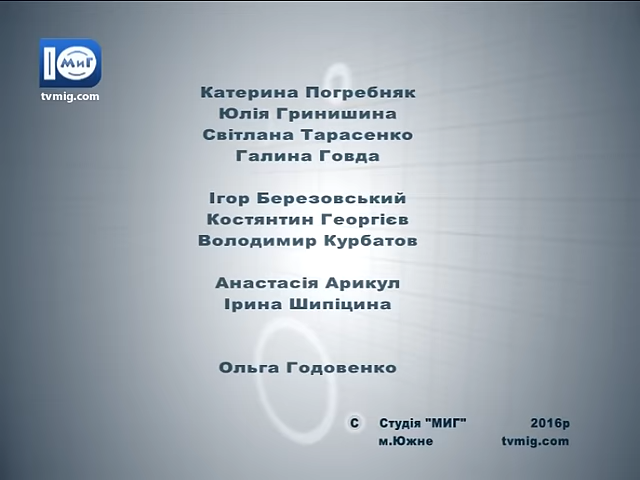 Ю МиГ
tvmig.com
Катерина Погребняк
Юлія Гринишина
Світлана Тарасенко
Галина Говда
Ігор Березовський
Костянтин Георгієв
Володимир Курбатов
Анастасія Арикул
Ірина Шипіцина
Ольга Годовенко
С Студія "МИГ" 2016р
м.Южне tvmig.com